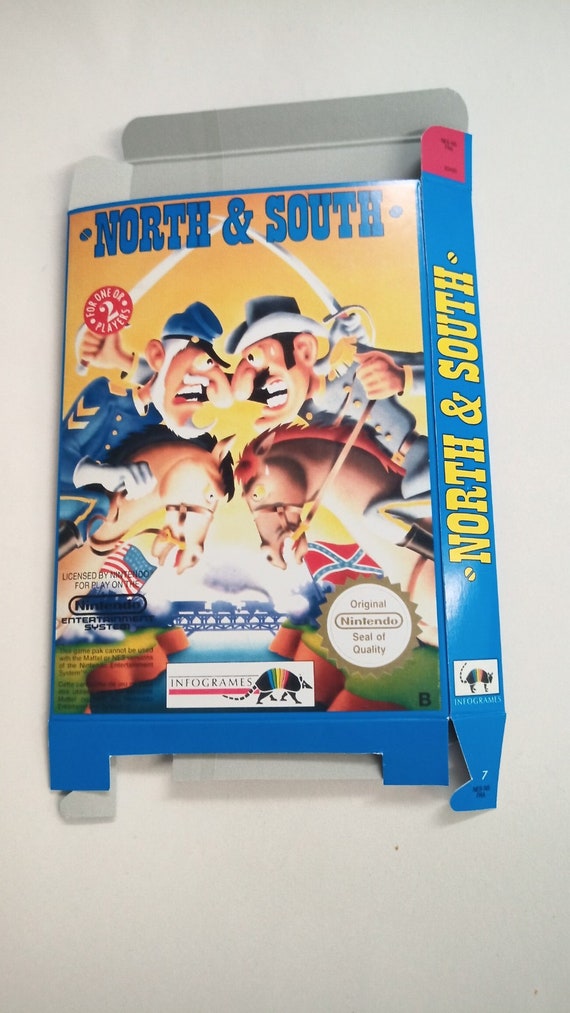 NORTH & SOUTH
FOR ONE OR
2
PLAYERS
LICENSED BY NINTENDO
FOR PLAY ON THE
Nintendo
ENTERTAINMENT
SYSTEM
This game pak cannot be used
with the Mattel or NES versions
of the Nintendo Entertainment
System
INFOGRAMES
Original
Nintendo
Seal of
Quality
B
NORTH & SOUTH
INFOGRAMES
7